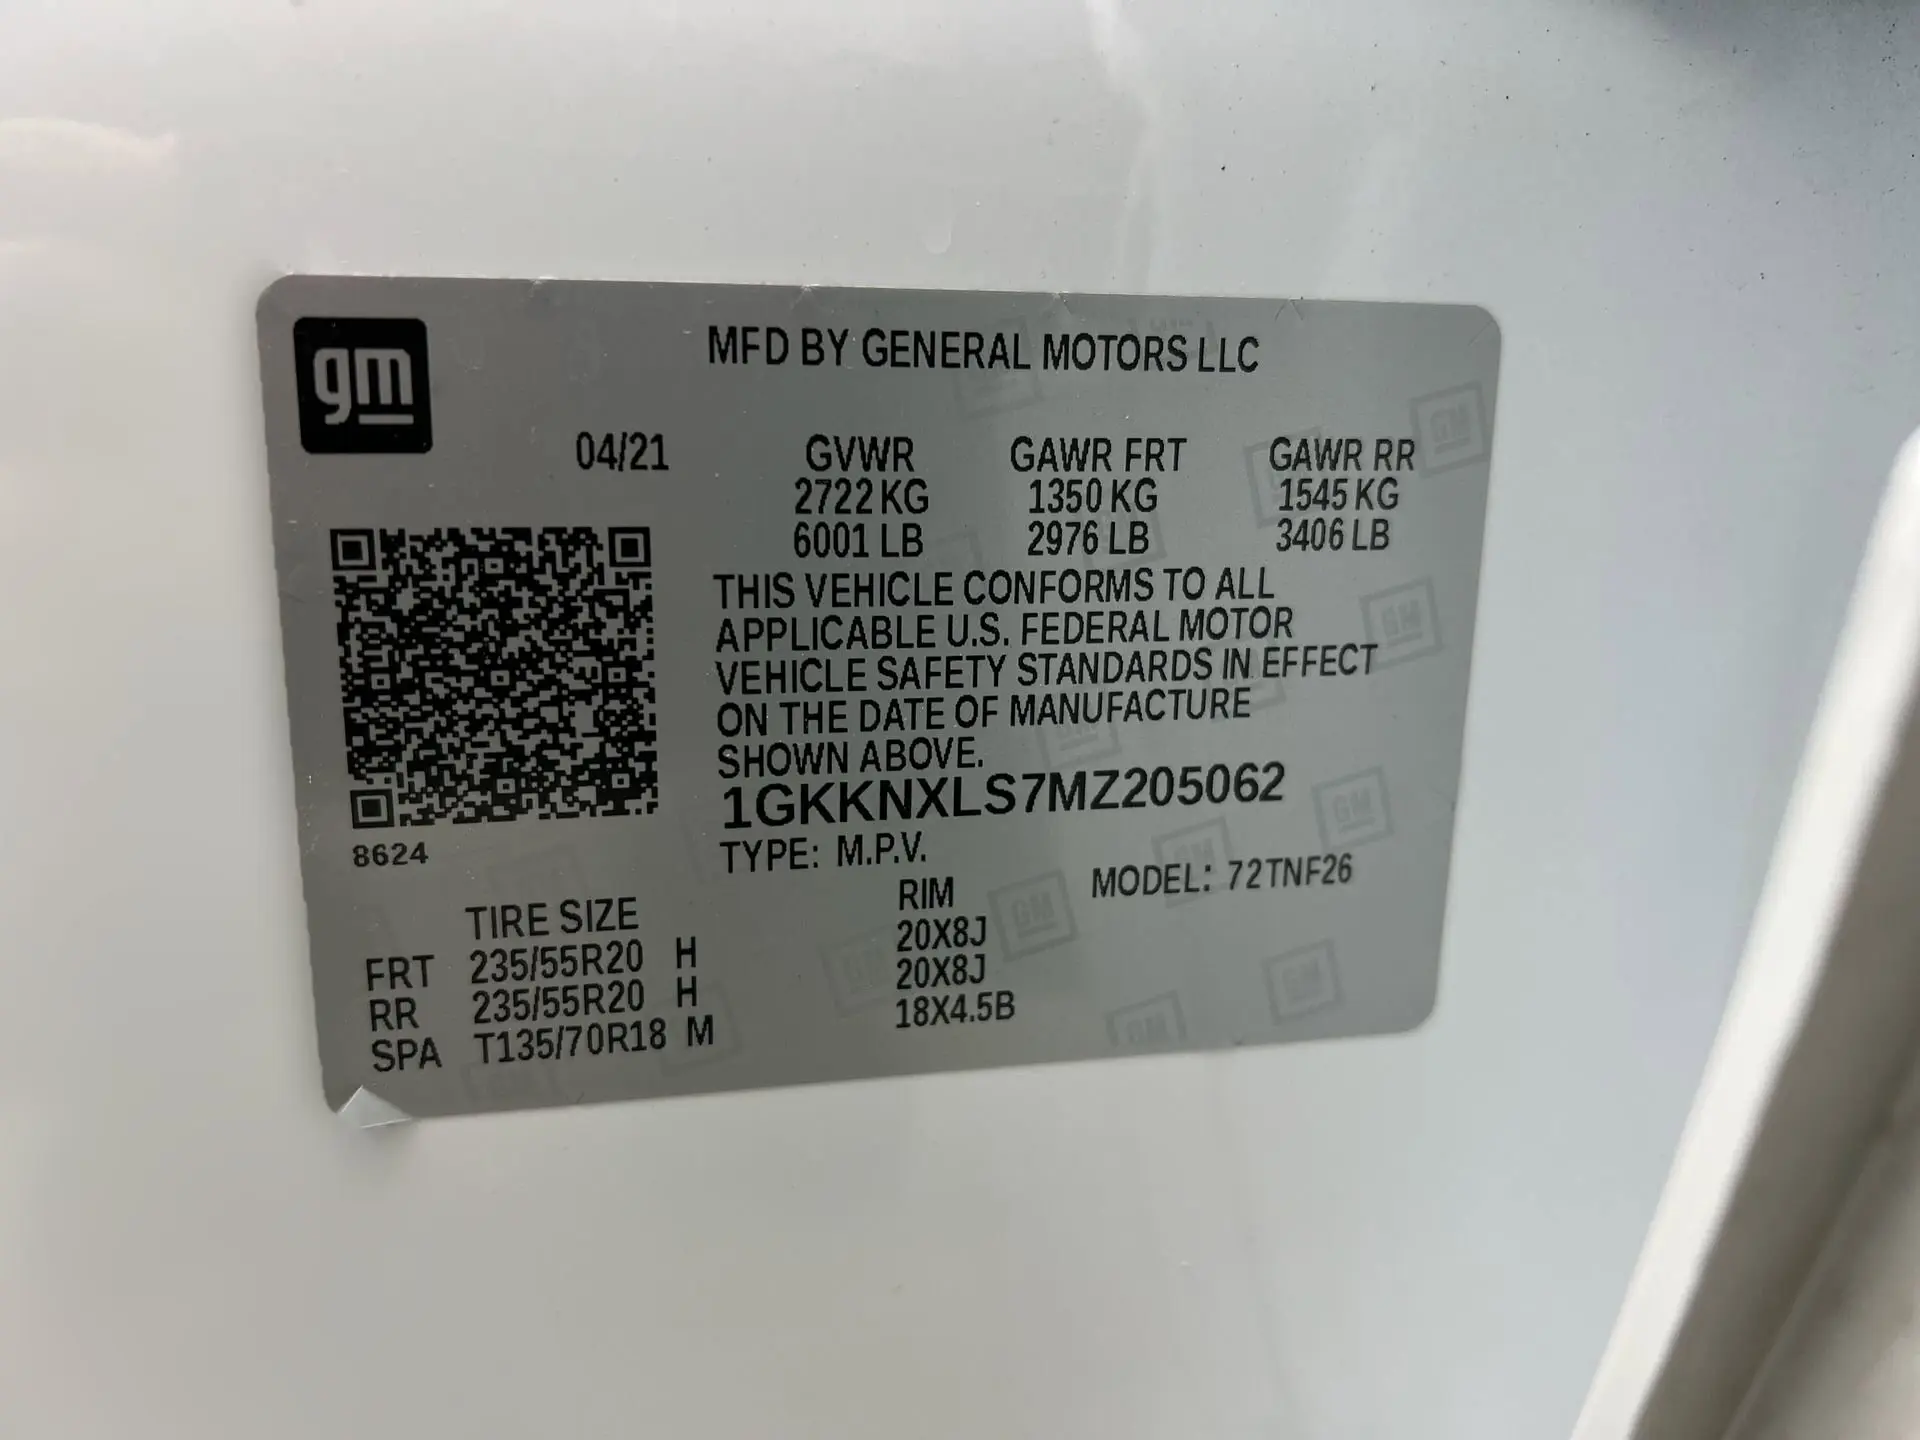 gm
MFD BY GENERAL MOTORS LLC
04/21 GVWR GAWR FRT GAWR RR
2722 KG 1350 KG 1545 KG
6001 LB 2976 LB 3406 LB
THIS VEHICLE CONFORMS TO ALL
APPLICABLE U.S. FEDERAL MOTOR
VEHICLE SAFETY STANDARDS IN EFFECT
ON THE DATE OF MANUFACTURE
SHOWN ABOVE.
1GKKNXLS7MZ205062
8624
TYPE: M.P.V. MODEL: 72TNF26
TIRE SIZE RIM
FRT 235/55R20 H 20X8J
RR 235/55R20 H 20X8J
SPA T135/70R18 M 18X4.5B